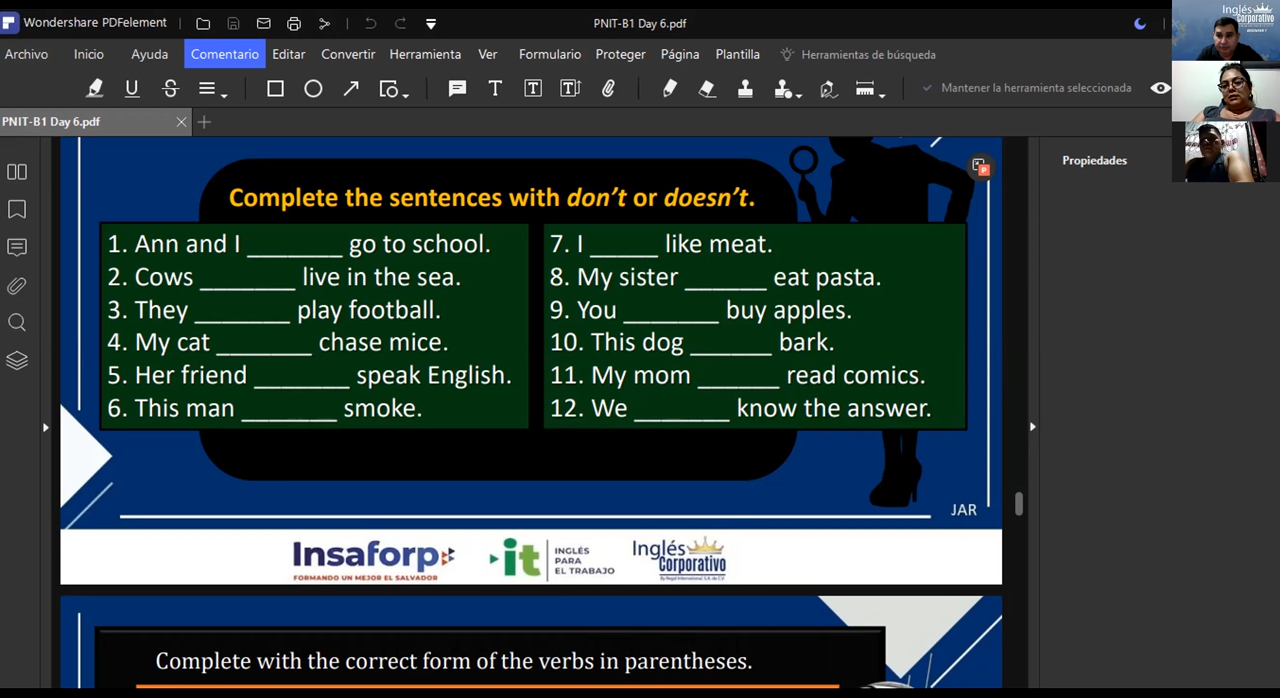 Wondershare PDFelement
PNIT-B1 Day 6.pdf
Archivo Inicio Ayuda Comentario Editar Convertir Herramienta Ver Formulario Proteger Página Plantilla Herramientas de búsqueda
Mantener la herramienta seleccionada
PNIT-B1 Day 6.pdf
Propiedades
Inglés
Corporativo
Complete the sentences with don't or doesn't.
1. Ann and I _______ go to school.
2. Cows _______ live in the sea.
3. They _______ play football.
4. My cat _______ chase mice.
5. Her friend _______ speak English.
6. This man _______ smoke.
7. I _____ like meat.
8. My sister ______ eat pasta.
9. You _______ buy apples.
10. This dog ______ bark.
11. My mom ______ read comics.
12. We _______ know the answer.
JAR
Insaforp
FORMANDO UN MEJOR EL SALVADOR
it
INGLÉS
PARA
EL TRABAJO
Inglés
Corporativo
Complete with the correct form of the verbs in parentheses.